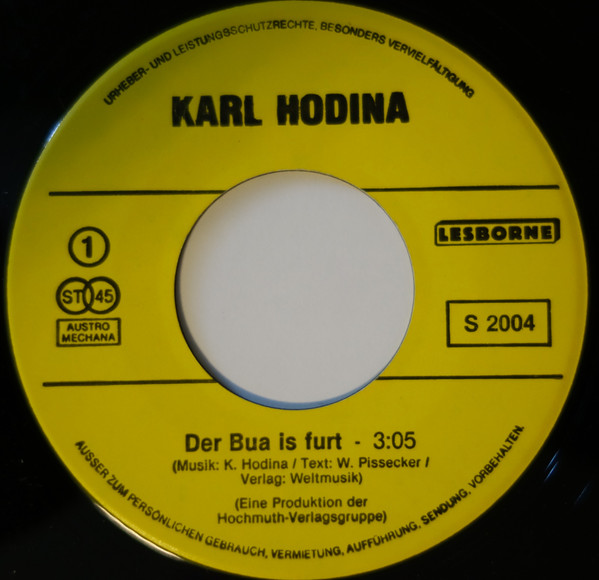 URHEBER- UND LEISTUNGSSCHUTZRECHTE, BESONDERS VERVIELFÄLTIGUNG
KARL HODINA
1
LESBORNE
ST 45
S 2004
AUSTRO
MECHANA
Der Bua is furt - 3:05
(Musik: K. Hodina / Text: W. Pissecker /
Verlag: Weltmusik)
(Eine Produktion der
Hochmuth-Verlagsgruppe)
AUSSER ZUM PERSÖNLICHEN GEBRAUCH, VERMIETUNG, AUFFÜHRUNG, SENDUNG, VORBEHALTEN.